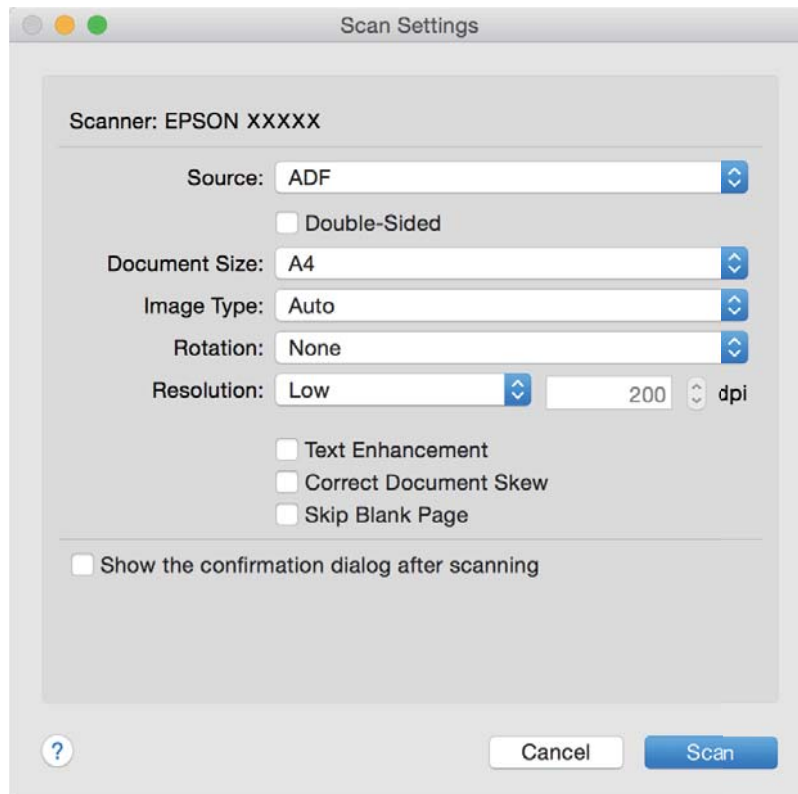 Scan Settings
Scanner: EPSON XXXXX
Source: ADF
Double-Sided
Document Size: A4
Image Type: Auto
Rotation: None
Resolution: Low 200 dpi
Text Enhancement
Correct Document Skew
Skip Blank Page
Show the confirmation dialog after scanning
? Cancel Scan